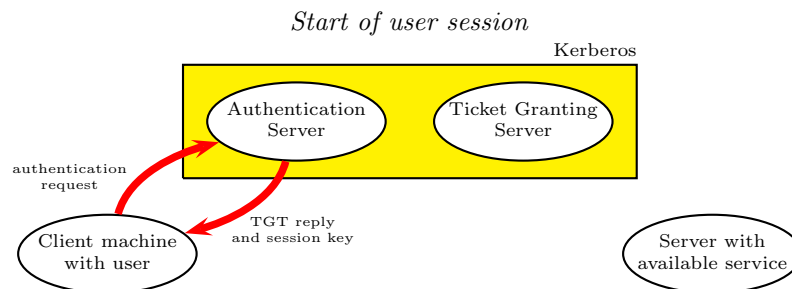 Start of user session
Kerberos
Authentication
Server
Ticket Granting
Server
authentication
request
TGT reply
and session key
Client machine
with user
Server with
available service